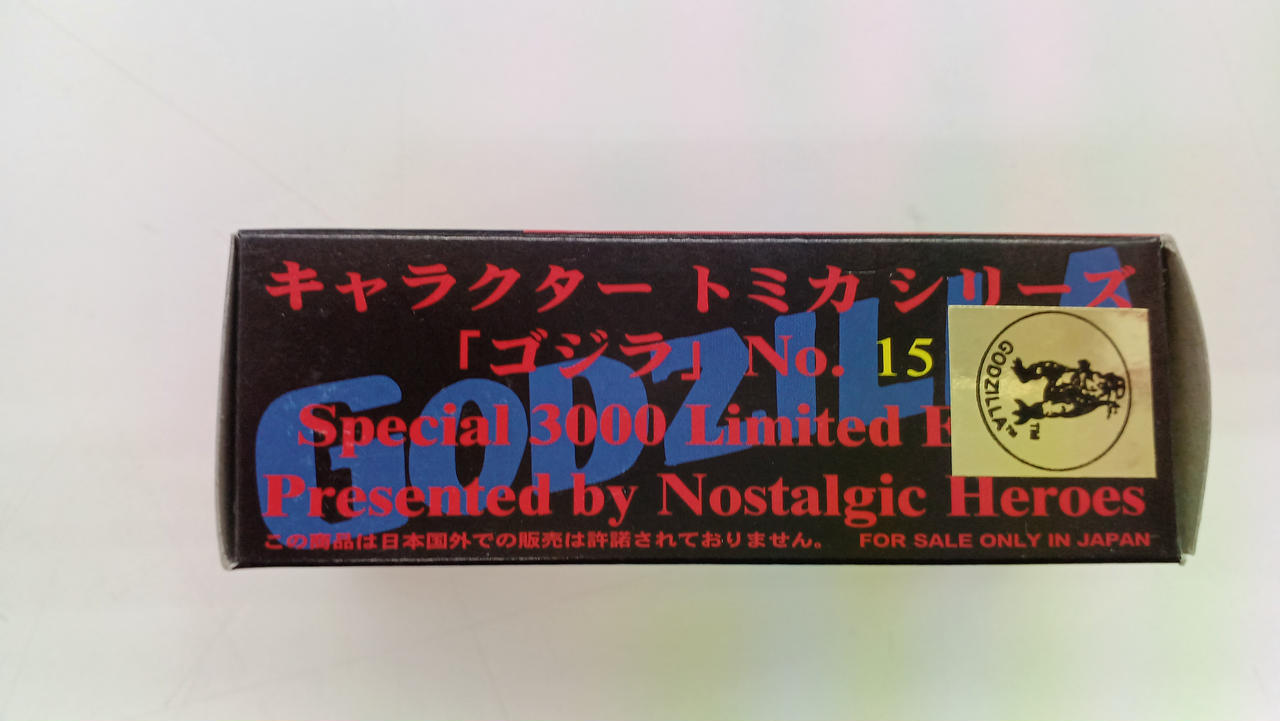 キャラクター トミカ シリーズ
「ゴジラ」No. 15
Special 3000 Limited
Presented by Nostalgic Heroes
この商品は日本国外での販売は許諾されておりません。 FOR SALE ONLY IN JAPAN
GODZILLA
GODZILLA™
™